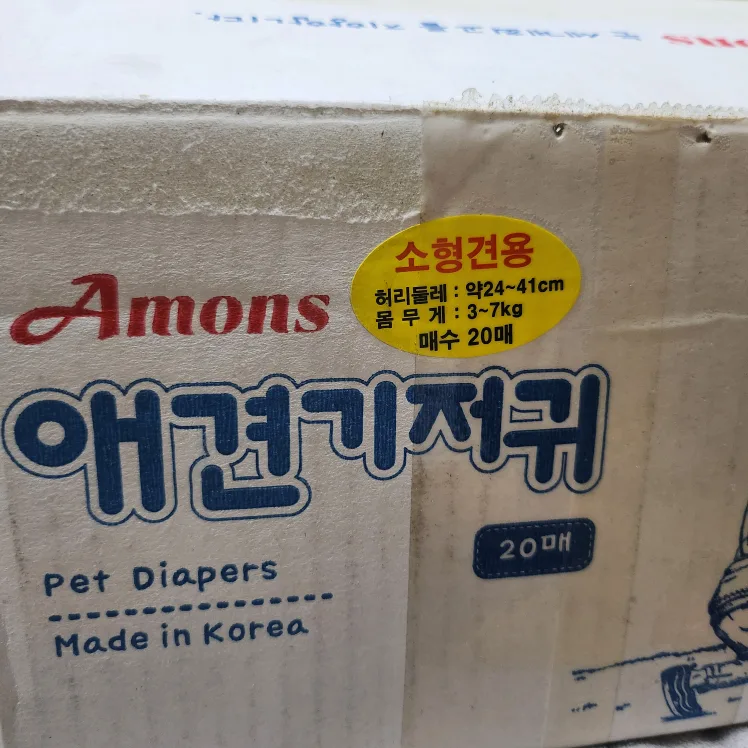 소형견용
허리둘레 : 약24~41cm
몸 무 게 : 3~7kg
매수 20매
Amons
애견기저귀
20매
Pet Diapers
Made in Korea